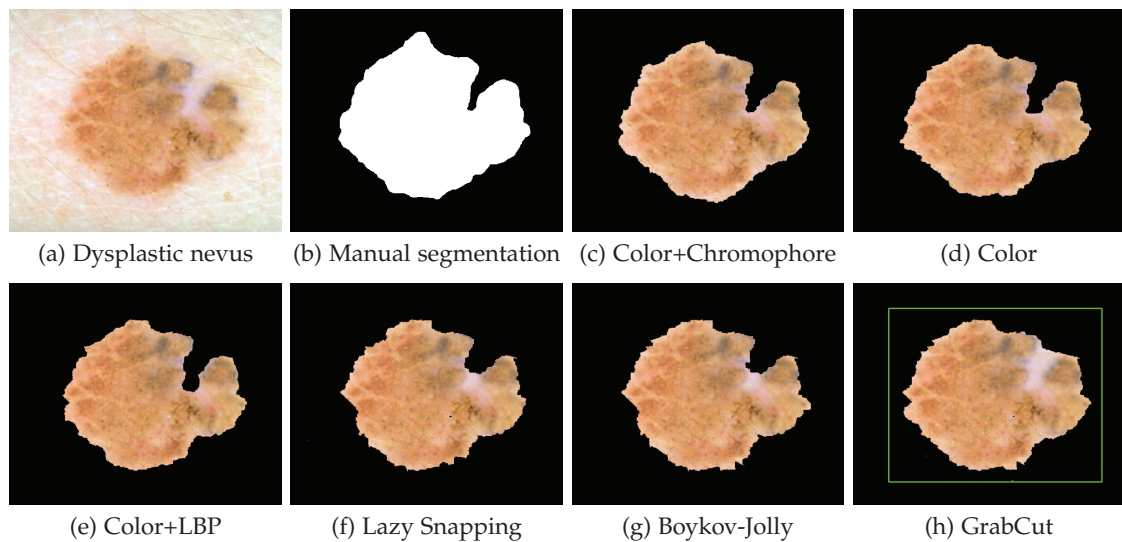 (a) Dysplastic nevus
(b) Manual segmentation
(c) Color+Chromophore
(d) Color
(e) Color+LBP
(f) Lazy Snapping
(g) Boykov-Jolly
(h) GrabCut